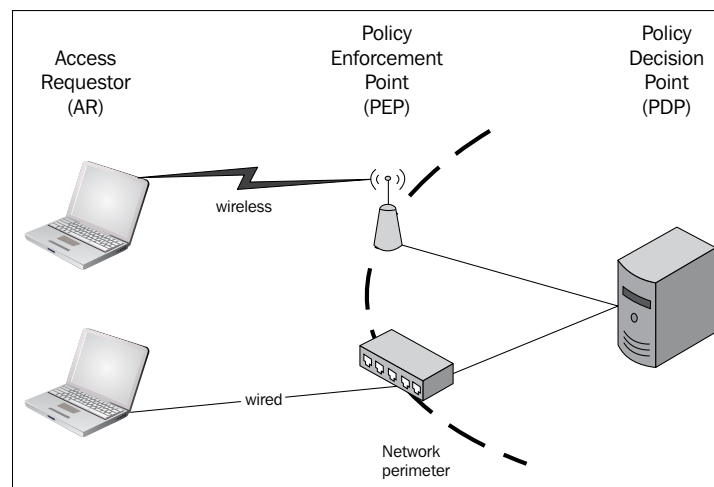 Access
Requestor
(AR)
Policy
Enforcement
Point
(PEP)
Policy
Decision
Point
(PDP)
wireless
wired
Network
perimeter